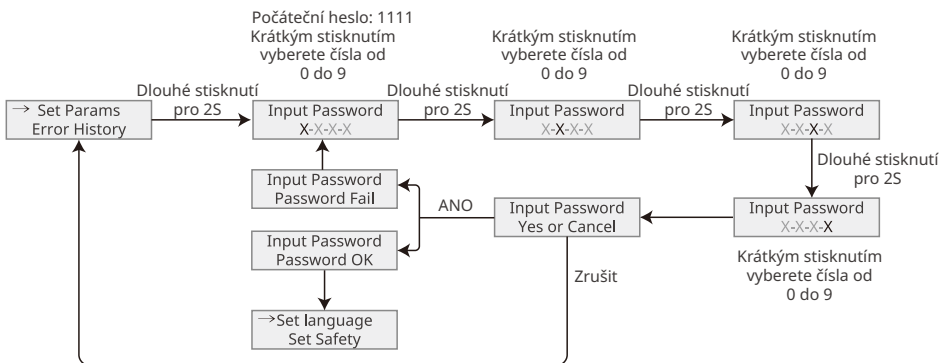 Počáteční heslo: 1111
Krátkým stisknutím
vyberete čísla od
0 do 9
Krátkým stisknutím
vyberete čísla od
0 do 9
Krátkým stisknutím
vyberete čísla od
0 do 9
→ Set Params
Error History
Dlouhé stisknutí
pro 2S
Input Password
X-X-X-X
Dlouhé stisknutí
pro 2S
Input Password
X-X-X-X
Dlouhé stisknutí
pro 2S
Input Password
X-X-X-X
Dlouhé stisknutí
pro 2S
Input Password
Password Fail
ANO
Input Password
Yes or Cancel
Input Password
X-X-X-X
Input Password
Password OK
Zrušit
Krátkým stisknutím
vyberete čísla od
0 do 9
→Set language
Set Safety